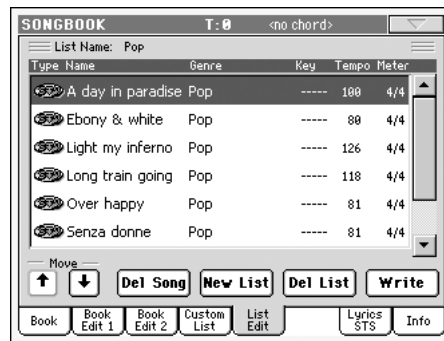 SONGBOOK T:0 <no chord>
List Name: Pop
Type Name Genre Key Tempo Meter
A day in paradise Pop ----- 100 4/4
Ebony & white Pop ----- 80 4/4
Light my inferno Pop ----- 126 4/4
Long train going Pop ----- 118 4/4
Over happy Pop ----- 81 4/4
Senza donne Pop ----- 81 4/4
Move
Del Song New List Del List Write
Book Book Edit 1 Book Edit 2 Custom List List Edit Lyrics STS Info